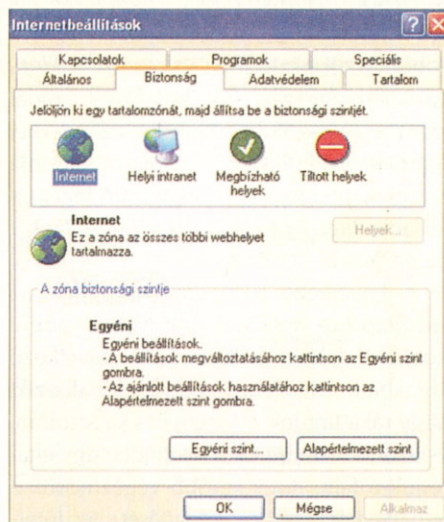 Internetbeállítások
Kapcsolatok Programok Speciális
Általános Biztonság Adatvédelem Tartalom
Jelöljön ki egy tartalomzónát, majd állítsa be a biztonsági szintjét.
Internet Helyi intranet Megbízható helyek Tiltott helyek
Internet
Ez a zóna az összes többi webhelyet
tartalmazza.
Helyek...
A zóna biztonsági szintje
Egyéni
Egyéni beállítások.
- A beállítások megváltoztatásához kattintson az Egyéni szint
gombra.
- Az ajánlott beállítások használatához kattintson az
Alapértelmezett szint gombra.
Egyéni szint... Alapértelmezett szint
OK Mégse Alkalmaz